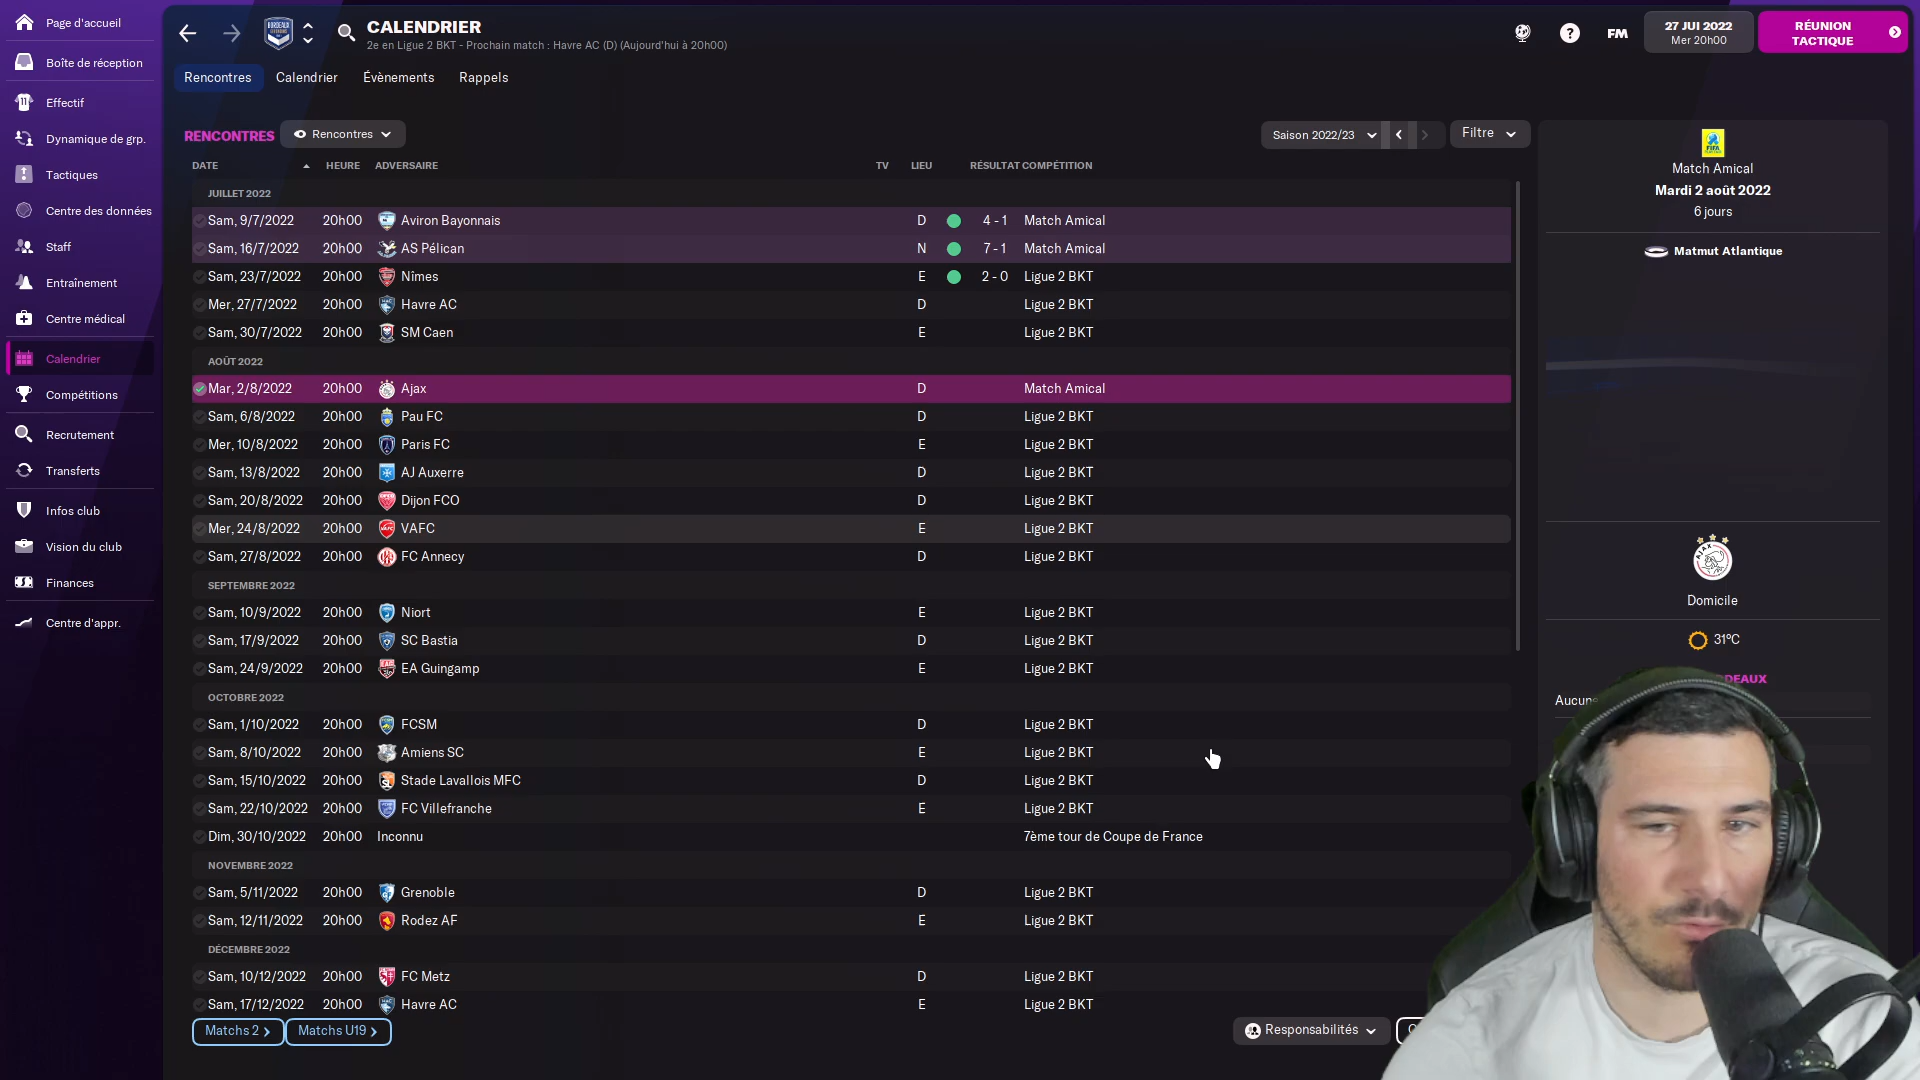 Page d'accueil
Boîte de réception
Effectif
Dynamique de grp.
Tactiques
Centre des données
Staff
Entraînement
Centre médical
Calendrier
Compétitions
Recrutement
Transferts
Infos club
Vision du club
Finances
Centre d'appr.
CALENDRIER
2e en Ligue 2 BKT - Prochain match : Havre AC (D) (Aujourd'hui à 20h00)
FM
27 JUI 2022
Mer 20h00
RÉUNION
TACTIQUE
Rencontres Calendrier Évènements Rappels
RENCONTRES Rencontres Saison 2022/23 Filtre
DATE HEURE ADVERSAIRE TV LIEU RÉSULTAT COMPÉTITION
JUILLET 2022
Sam, 9/7/2022 20h00 Aviron Bayonnais D 4 - 1 Match Amical
Sam, 16/7/2022 20h00 AS Pélican N 7 - 1 Match Amical
Sam, 23/7/2022 20h00 Nîmes E 2 - 0 Ligue 2 BKT
Mer, 27/7/2022 20h00 Havre AC D Ligue 2 BKT
Sam, 30/7/2022 20h00 SM Caen E Ligue 2 BKT
AOÛT 2022
Mar, 2/8/2022 20h00 Ajax D Match Amical
Sam, 6/8/2022 20h00 Pau FC D Ligue 2 BKT
Mer, 10/8/2022 20h00 Paris FC E Ligue 2 BKT
Sam, 13/8/2022 20h00 AJ Auxerre D Ligue 2 BKT
Sam, 20/8/2022 20h00 Dijon FCO D Ligue 2 BKT
Mer, 24/8/2022 20h00 VAFC E Ligue 2 BKT
Sam, 27/8/2022 20h00 FC Annecy D Ligue 2 BKT
SEPTEMBRE 2022
Sam, 10/9/2022 20h00 Niort E Ligue 2 BKT
Sam, 17/9/2022 20h00 SC Bastia D Ligue 2 BKT
Sam, 24/9/2022 20h00 EA Guingamp E Ligue 2 BKT
OCTOBRE 2022
Sam, 1/10/2022 20h00 FCSM D Ligue 2 BKT
Sam, 8/10/2022 20h00 Amiens SC E Ligue 2 BKT
Sam, 15/10/2022 20h00 Stade Lavallois MFC D Ligue 2 BKT
Sam, 22/10/2022 20h00 FC Villefranche E Ligue 2 BKT
Dim, 30/10/2022 20h00 Inconnu 7ème tour de Coupe de France
NOVEMBRE 2022
Sam, 5/11/2022 20h00 Grenoble D Ligue 2 BKT
Sam, 12/11/2022 20h00 Rodez AF E Ligue 2 BKT
DÉCEMBRE 2022
Sam, 10/12/2022 20h00 FC Metz D Ligue 2 BKT
Sam, 17/12/2022 20h00 Havre AC E Ligue 2 BKT
Matchs 2 Matchs U19 Responsabilités
Match Amical
Mardi 2 août 2022
6 jours
Matmut Atlantique
Domicile
31°C